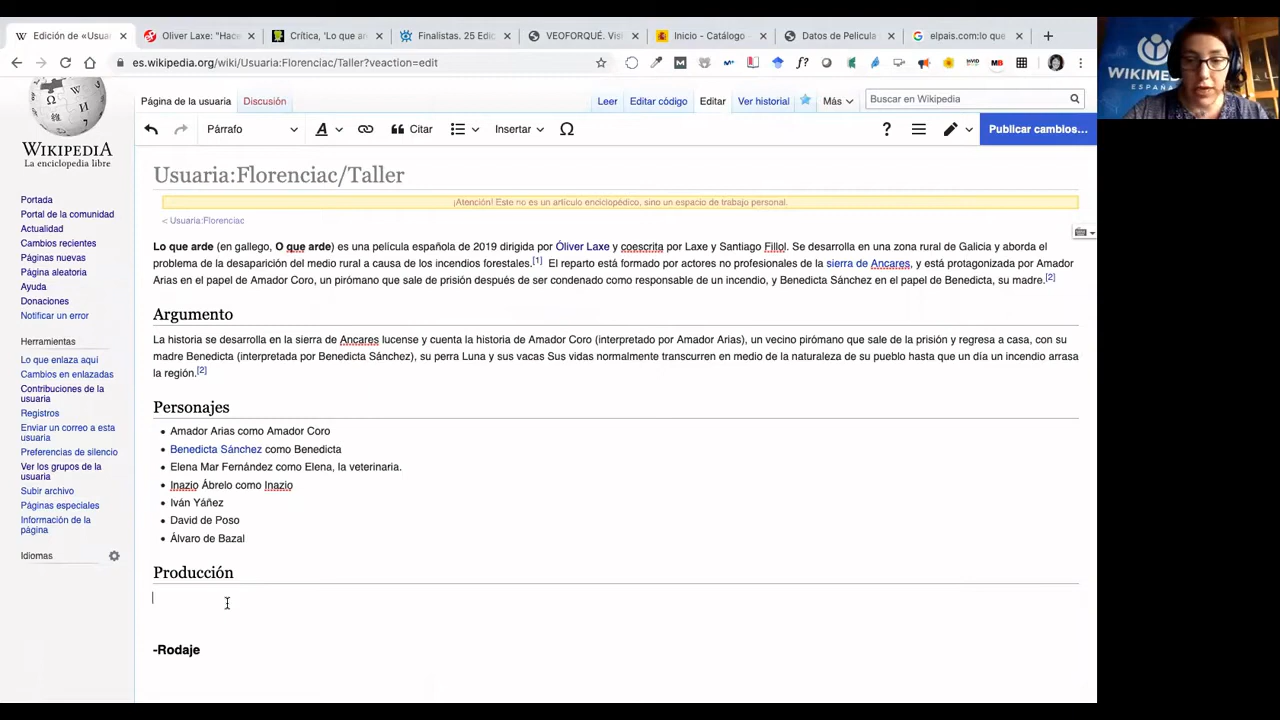 Edición de «Usua
Oliver Laxe: "Hace
Crítica, 'Lo que an
Finalistas. 25 Edic
VEOFORQUÉ. Visi
Inicio - Catálogo
Datos de Pelicula
elpais.com:lo que
es.wikipedia.org/wiki/Usuaria:Florenciac/Taller?veaction=edit
WIKIMEDIA
ESPAÑA
Página de la usuaria
Discusión
Leer
Editar código
Editar
Ver historial
Más
Buscar en Wikipedia
Párrafo
A
Citar
Insertar
Ω
?
Publicar cambios...
WIKIPEDIA
La enciclopedia libre
Portada
Portal de la comunidad
Actualidad
Cambios recientes
Páginas nuevas
Página aleatoria
Ayuda
Donaciones
Notificar un error
Herramientas
Lo que enlaza aquí
Cambios en enlazadas
Contribuciones de la
usuaria
Registros
Enviar un correo a esta
usuaria
Preferencias de silencio
Ver los grupos de la
usuaria
Subir archivo
Páginas especiales
Información de la
página
Idiomas
Usuaria:Florenciac/Taller
¡Atención! Este no es un artículo enciclopédico, sino un espacio de trabajo personal.
< Usuaria:Florenciac
Lo que arde (en gallego, O que arde) es una película española de 2019 dirigida por Óliver Laxe y coescrita por Laxe y Santiago Fillol. Se desarrolla en una zona rural de Galicia y aborda el
problema de la desaparición del medio rural a causa de los incendios forestales.[1] El reparto está formado por actores no profesionales de la sierra de Ancares, y está protagonizada por Amador
Arias en el papel de Amador Coro, un pirómano que sale de prisión después de ser condenado como responsable de un incendio, y Benedicta Sánchez en el papel de Benedicta, su madre.[2]
Argumento
La historia se desarrolla en la sierra de Ancares lucense y cuenta la historia de Amador Coro (interpretado por Amador Arias), un vecino pirómano que sale de la prisión y regresa a casa, con su
madre Benedicta (interpretada por Benedicta Sánchez), su perra Luna y sus vacas Sus vidas normalmente transcurren en medio de la naturaleza de su pueblo hasta que un día un incendio arrasa
la región.[2]
Personajes
• Amador Arias como Amador Coro
• Benedicta Sánchez como Benedicta
• Elena Mar Fernández como Elena, la veterinaria.
• Inazio Ábrelo como Inazio
• Iván Yáñez
• David de Poso
• Álvaro de Bazal
Producción
-Rodaje